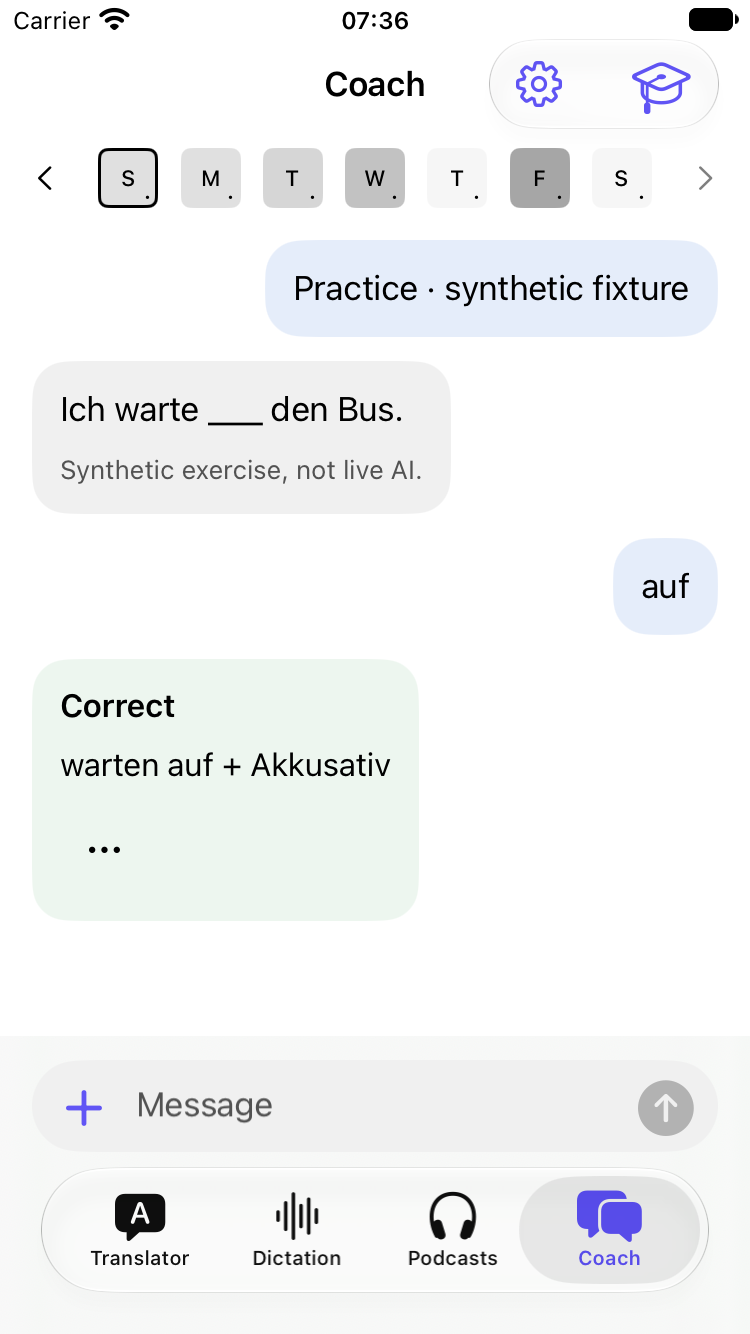 Carrier 07:36
Coach
S. M. T. W. T. F. S.
Practice · synthetic fixture
Ich warte ___ den Bus.
Synthetic exercise, not live AI.
auf
Correct
warten auf + Akkusativ
...
Message
A
Translator Dictation Podcasts Coach